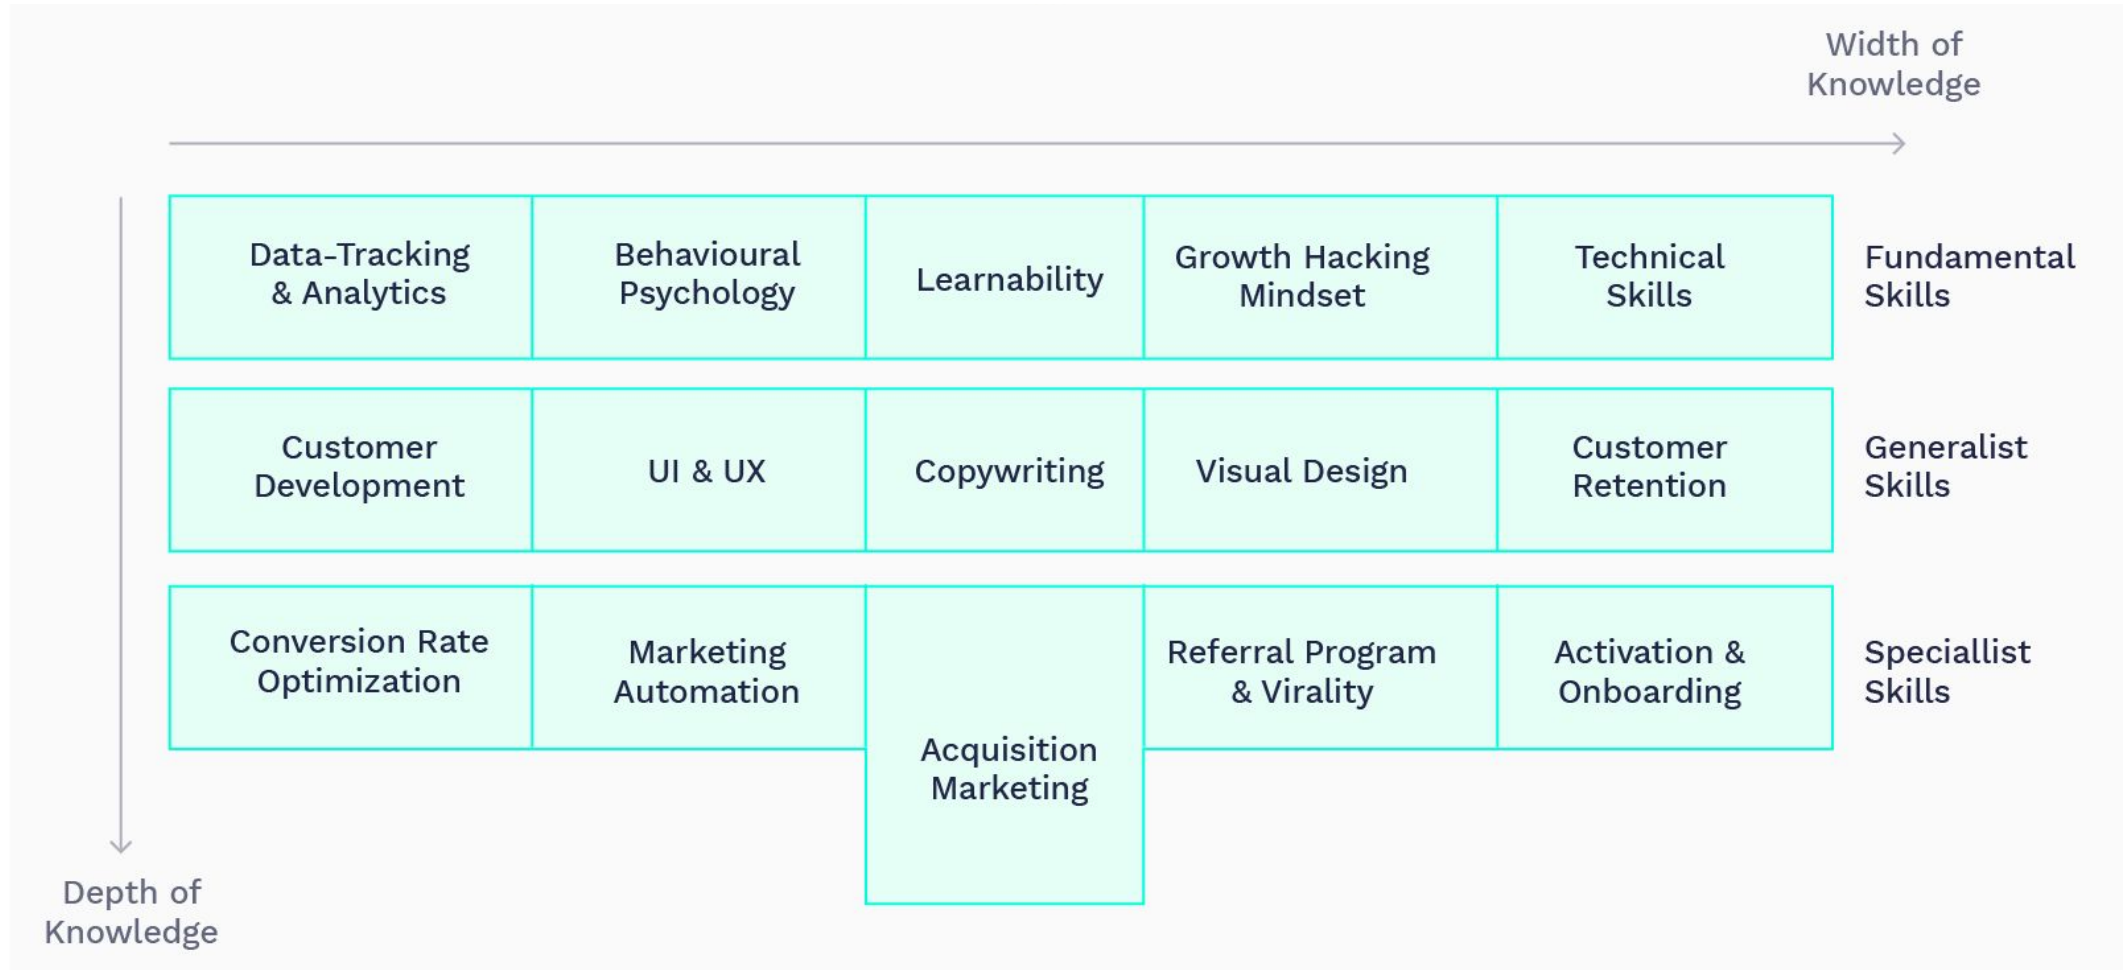 Width of
Knowledge
Data-Tracking
& Analytics
Behavioural
Psychology
Learnability
Growth Hacking
Mindset
Technical
Skills
Fundamental
Skills
Customer
Development
UI & UX
Copywriting
Visual Design
Customer
Retention
Generalist
Skills
Conversion Rate
Optimization
Marketing
Automation
Acquisition
Marketing
Referral Program
& Virality
Activation &
Onboarding
Speciallist
Skills
Depth of
Knowledge